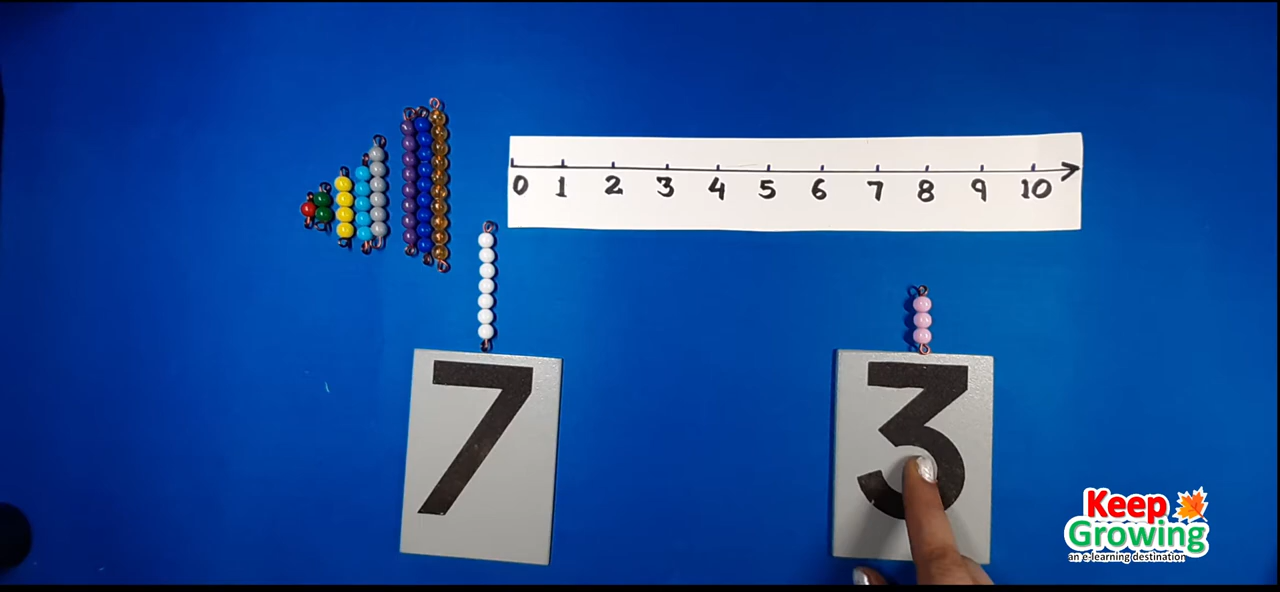 0 1 2 3 4 5 6 7 8 9 10
7 3
Keep
Growing
an e-learning destination